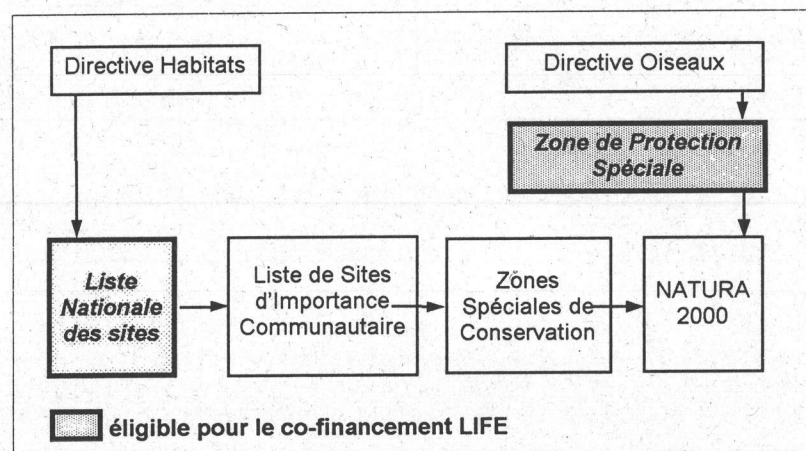 Directive Habitats
Directive Oiseaux
Zone de Protection
Spéciale
Liste
Nationale
des sites
Liste de Sites
d'Importance
Communautaire
Zones
Spéciales de
Conservation
NATURA
2000
éligible pour le co-financement LIFE